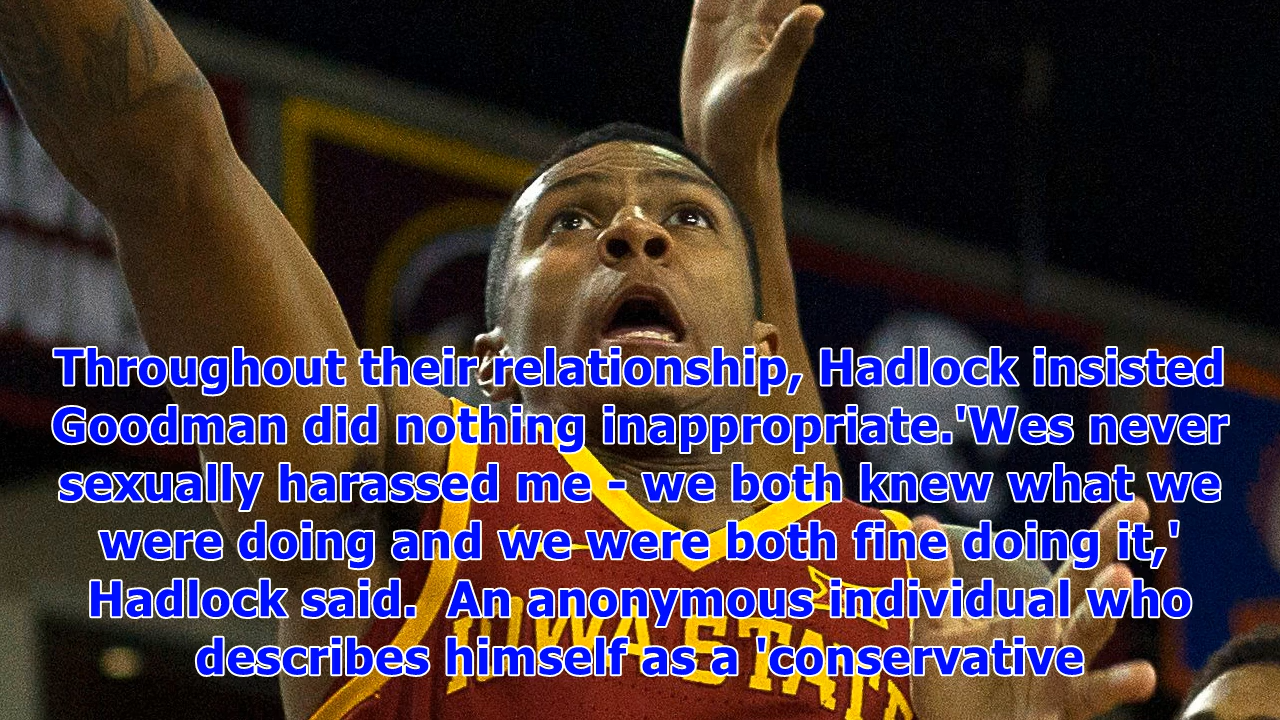 Throughout their relationship, Hadlock insisted
Goodman did nothing inappropriate.'Wes never
sexually harassed me - we both knew what we
were doing and we were both fine doing it,'
Hadlock said.  An anonymous individual who
describes himself as a 'conservative
IOWA STATE